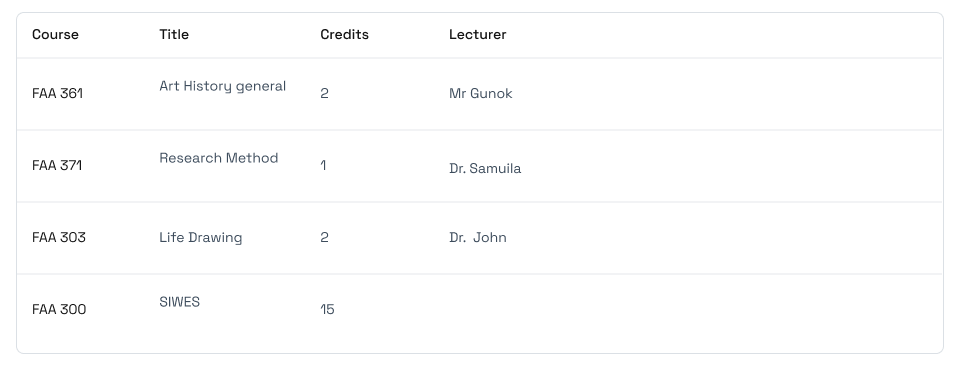 Course Title Credits Lecturer
FAA 361 Art History general 2 Mr Gunok
FAA 371 Research Method 1 Dr. Samuila
FAA 303 Life Drawing 2 Dr.  John
FAA 300 SIWES 15